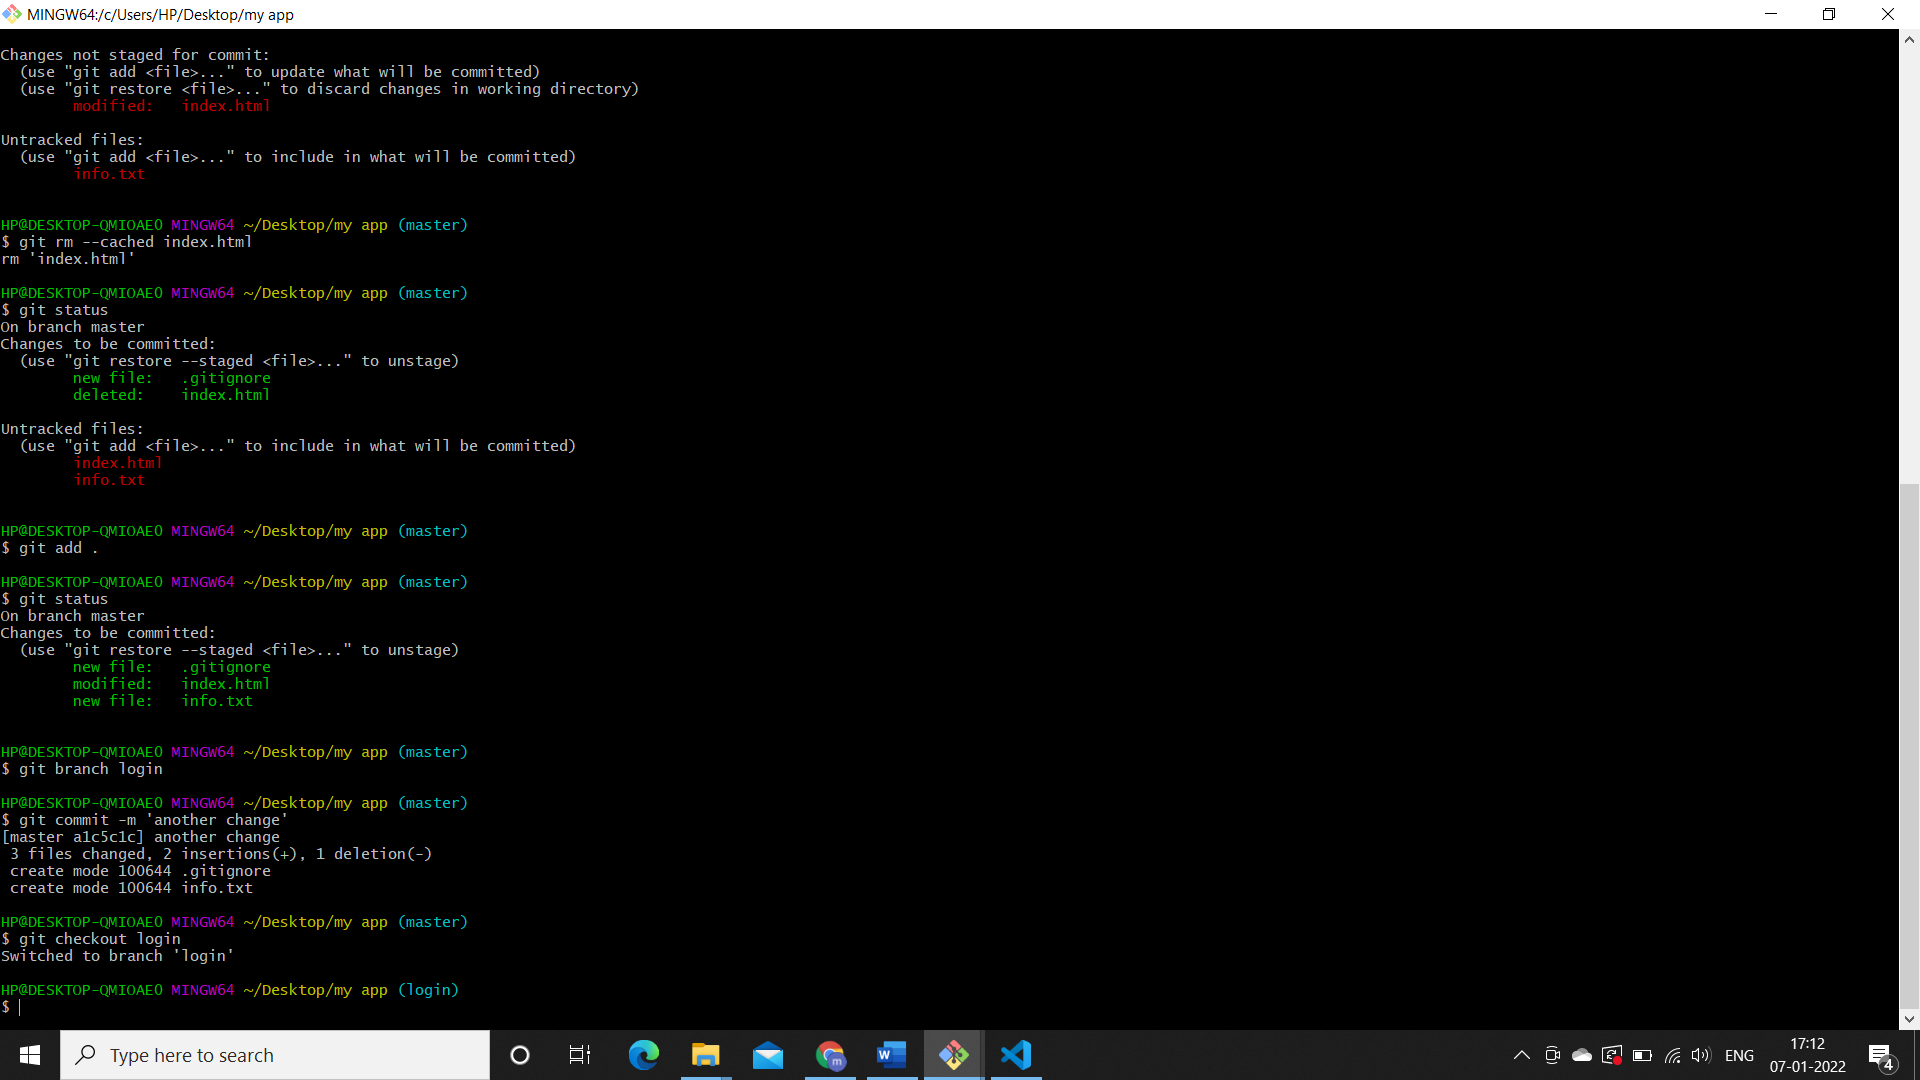 MINGW64:/c/Users/HP/Desktop/my app
Changes not staged for commit:
  (use "git add <file>..." to update what will be committed)
  (use "git restore <file>..." to discard changes in working directory)
        modified:   index.html

Untracked files:
  (use "git add <file>..." to include in what will be committed)
        info.txt


HP@DESKTOP-QMIOAEO MINGW64 ~/Desktop/my app (master)
$ git rm --cached index.html
rm 'index.html'

HP@DESKTOP-QMIOAEO MINGW64 ~/Desktop/my app (master)
$ git status
On branch master
Changes to be committed:
  (use "git restore --staged <file>..." to unstage)
        new file:   .gitignore
        deleted:    index.html

Untracked files:
  (use "git add <file>..." to include in what will be committed)
        index.html
        info.txt


HP@DESKTOP-QMIOAEO MINGW64 ~/Desktop/my app (master)
$ git add .

HP@DESKTOP-QMIOAEO MINGW64 ~/Desktop/my app (master)
$ git status
On branch master
Changes to be committed:
  (use "git restore --staged <file>..." to unstage)
        new file:   .gitignore
        modified:   index.html
        new file:   info.txt


HP@DESKTOP-QMIOAEO MINGW64 ~/Desktop/my app (master)
$ git branch login

HP@DESKTOP-QMIOAEO MINGW64 ~/Desktop/my app (master)
$ git commit -m 'another change'
[master a1c5c1c] another change
 3 files changed, 2 insertions(+), 1 deletion(-)
 create mode 100644 .gitignore
 create mode 100644 info.txt

HP@DESKTOP-QMIOAEO MINGW64 ~/Desktop/my app (master)
$ git checkout login
Switched to branch 'login'

HP@DESKTOP-QMIOAEO MINGW64 ~/Desktop/my app (login)
$
Type here to search
m
W
ENG
17:12
07-01-2022
4